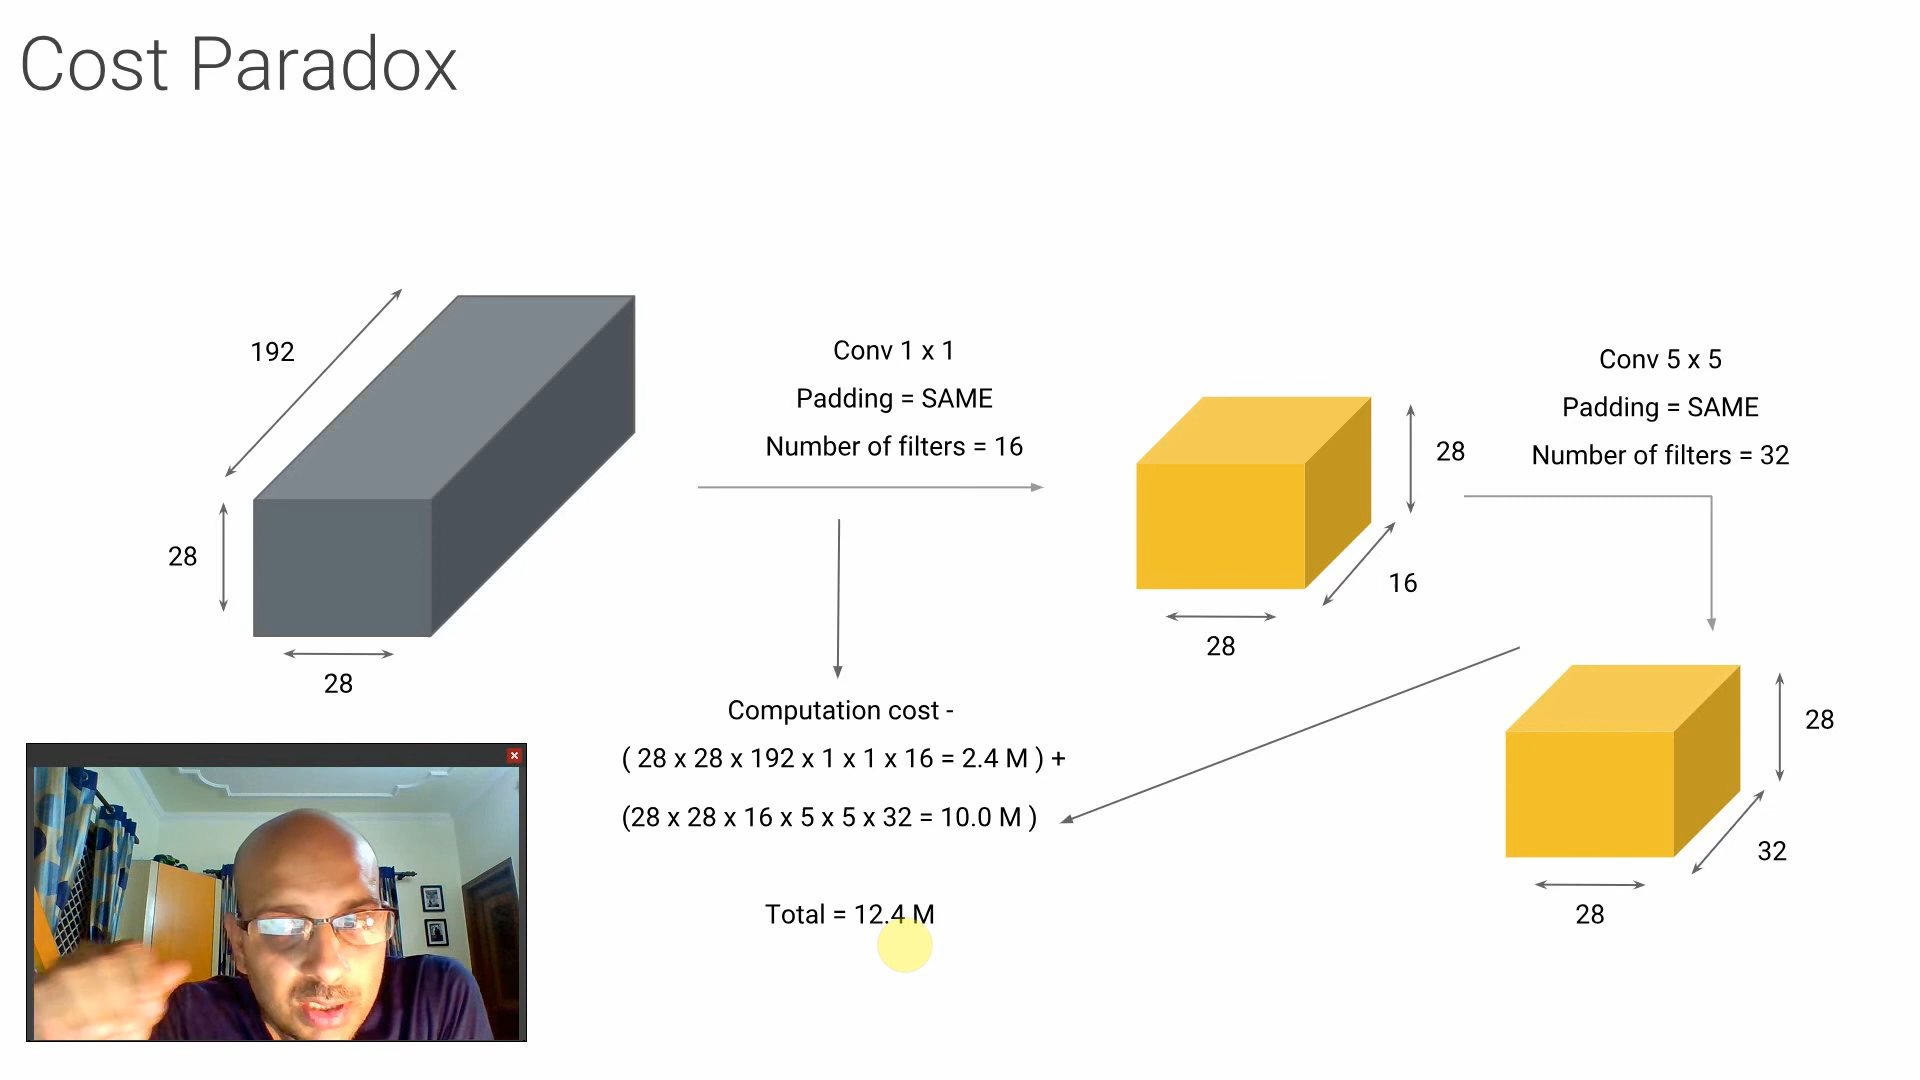 Cost Paradox
192
28
28
Conv 1 x 1
Padding = SAME
Number of filters = 16
28
16
28
Conv 5 x 5
Padding = SAME
Number of filters = 32
28
32
28
Computation cost -
( 28 x 28 x 192 x 1 x 1 x 16 = 2.4 M ) +
(28 x 28 x 16 x 5 x 5 x 32 = 10.0 M )
Total = 12.4 M